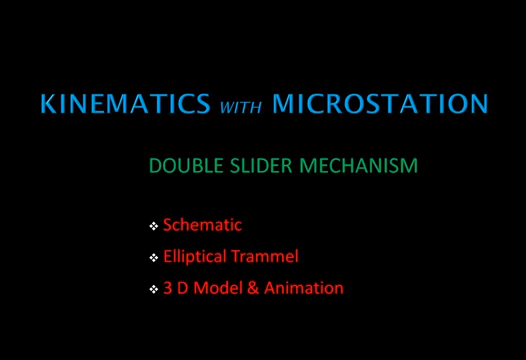 KINEMATICS WITH MICROSTATION
DOUBLE SLIDER MECHANISM
❖ Schematic
❖ Elliptical Trammel
❖ 3 D Model & Animation